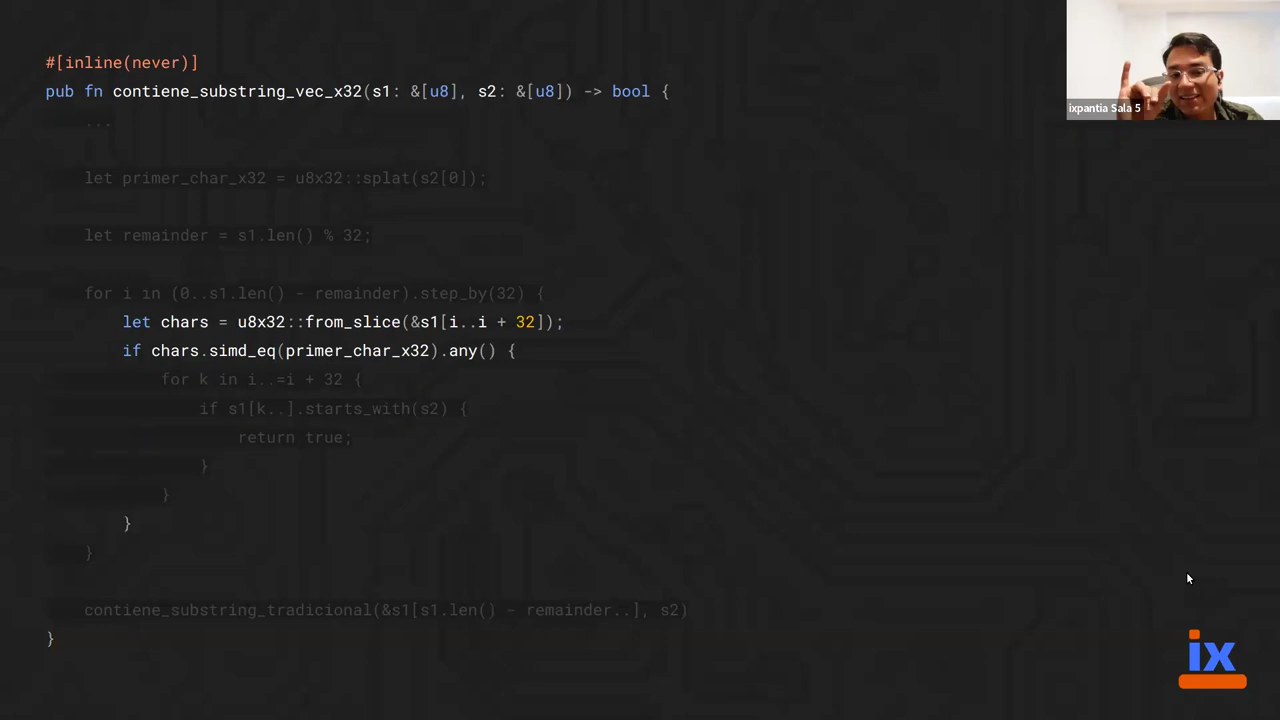 #[inline(never)]
pub fn contiene_substring_vec_x32(s1: &[u8], s2: &[u8]) -> bool {
    ...
    let primer_char_x32 = u8x32::splat(s2[0]);
    let remainder = s1.len() % 32;
    for i in (0..s1.len() - remainder).step_by(32) {
        let chars = u8x32::from_slice(&s1[i..i + 32]);
        if chars.simd_eq(primer_char_x32).any() {
            for k in i..=i + 32 {
                if s1[k..].starts_with(s2) {
                    return true;
                }
            }
        }
    }
    contiene_substring_tradicional(&s1[s1.len() - remainder..], s2)
}
ixpantia Sala 5
ix